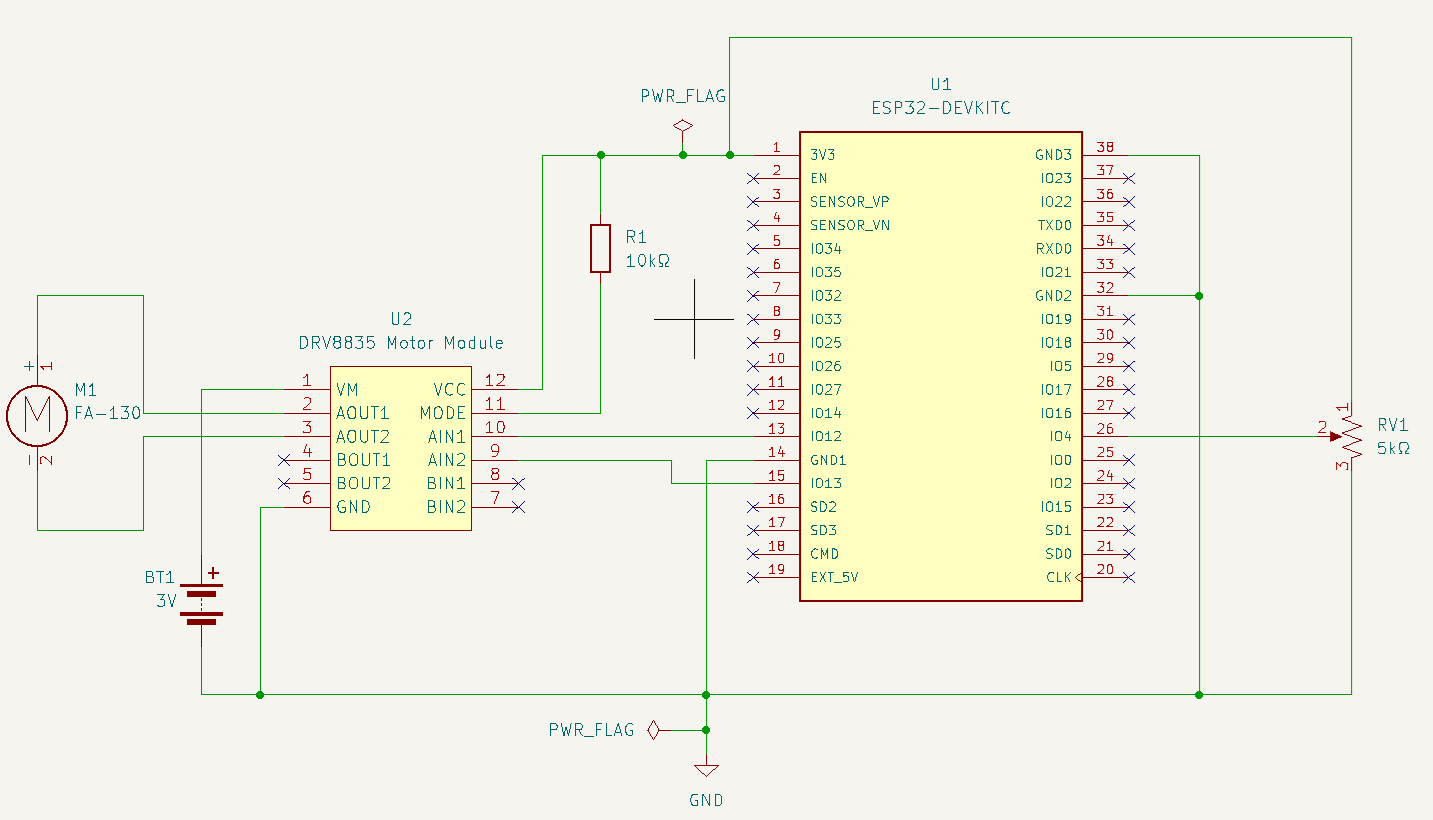 PWR_FLAG
U1
ESP32-DEVKITC
1 3V3
2 EN
3 SENSOR_VP
4 SENSOR_VN
5 IO34
6 IO35
7 IO32
8 IO33
9 IO25
10 IO26
11 IO27
12 IO14
13 IO12
14 GND1
15 IO13
16 SD2
17 SD3
18 CMD
19 EXT_5V
GND3 38
IO23 37
IO22 36
TXD0 35
RXD0 34
IO21 33
GND2 32
IO19 31
IO18 30
IO5 29
IO17 28
IO16 27
IO4 26
IO0 25
IO2 24
IO15 23
SD1 22
SD0 21
CLK 20
R1
10kΩ
U2
DRV8835 Motor Module
1 VM
2 AOUT1
3 AOUT2
4 BOUT1
5 BOUT2
6 GND
VCC 12
MODE 11
AIN1 10
AIN2 9
BIN1 8
BIN2 7
+ 1
M
M1
FA-130
- 2
BT1
3V
+
1
2
3
RV1
5kΩ
PWR_FLAG
GND